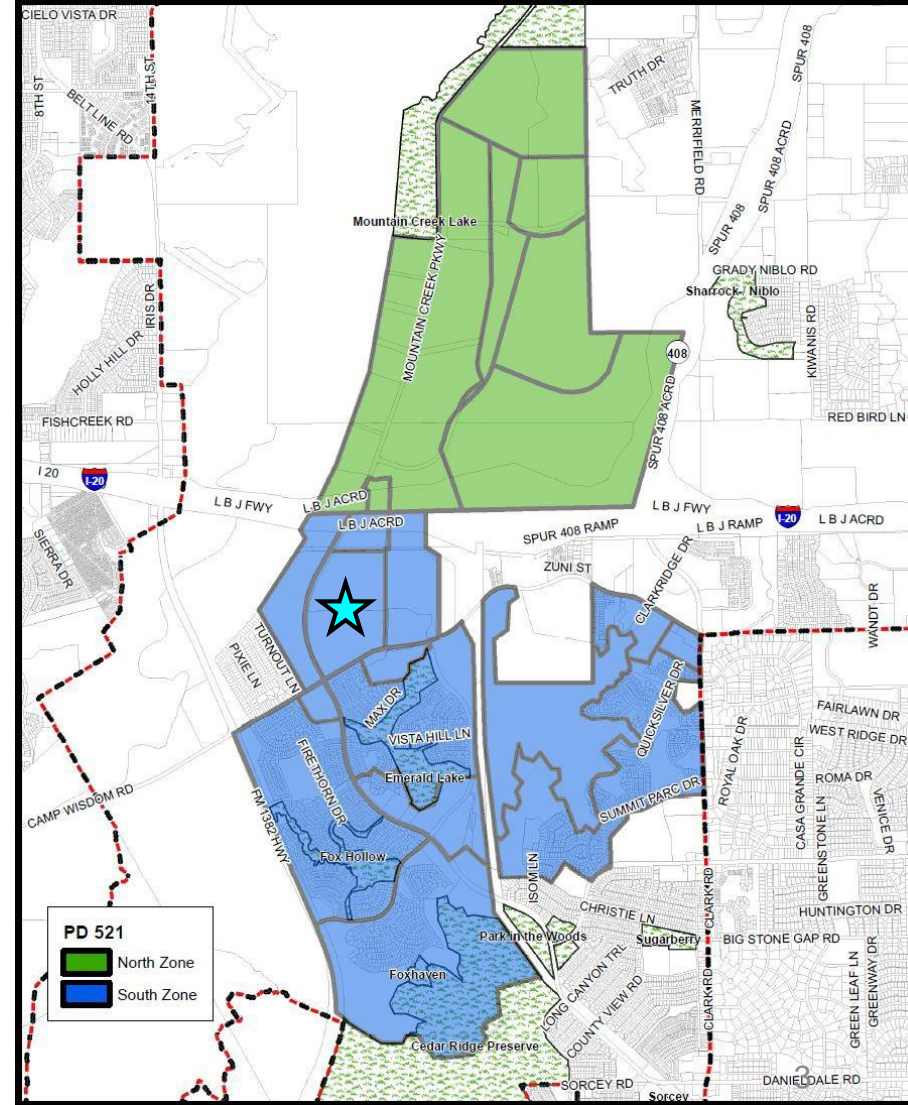 CIELO VISTA DR
8TH ST
14TH ST
BELT LINE RD
TRUTH DR
MERRIFIELD RD
SPUR 408
SPUR 408 ACRD
SPUR 408
Mountain Creek Lake
MOUNTAIN CREEK PKWY
GRADY NIBLO RD
Sharrock / Niblo
KIWANIS RD
IRIS DR
HOLLY HILL DR
408
SPUR 408 ACRD
FISHCREEK RD
RED BIRD LN
I 20
I-20
L B J FWY
L B J ACRD
L B J ACRD
L B J FWY
I-20
L B J RAMP
L B J ACRD
SPUR 408 RAMP
SIERRA DR
ZUNI ST
CLARKRIDGE DR
WANDT DR
TURNOUT LN
PIXIE LN
MAX DR
VISTA HILL LN
QUICKSILVER DR
FAIRLAWN DR
WEST RIDGE DR
ROYAL OAK DR
CASA GRANDE CIR
FIRETHORN DR
Emerald Lake
ROMA DR
VENICE DR
GREENSTONE LN
SUMMIT PARC DR
CAMP WISDOM RD
FM 1382 HWY
Fox Hollow
ISOM LN
CLARK RD
CHRISTIE LN
HUNTINGTON DR
PD 521
North Zone
South Zone
Park in the Woods
Sugarberry
BIG STONE GAP RD
LONG CANYON TRL
COUNTY VIEW RD
Foxhaven
CLARK RD
GREEN LEAF LN
GREENWAY DR
Cedar Ridge Preserve
SORCEY RD
Sorcey
DANIELDALE RD
3